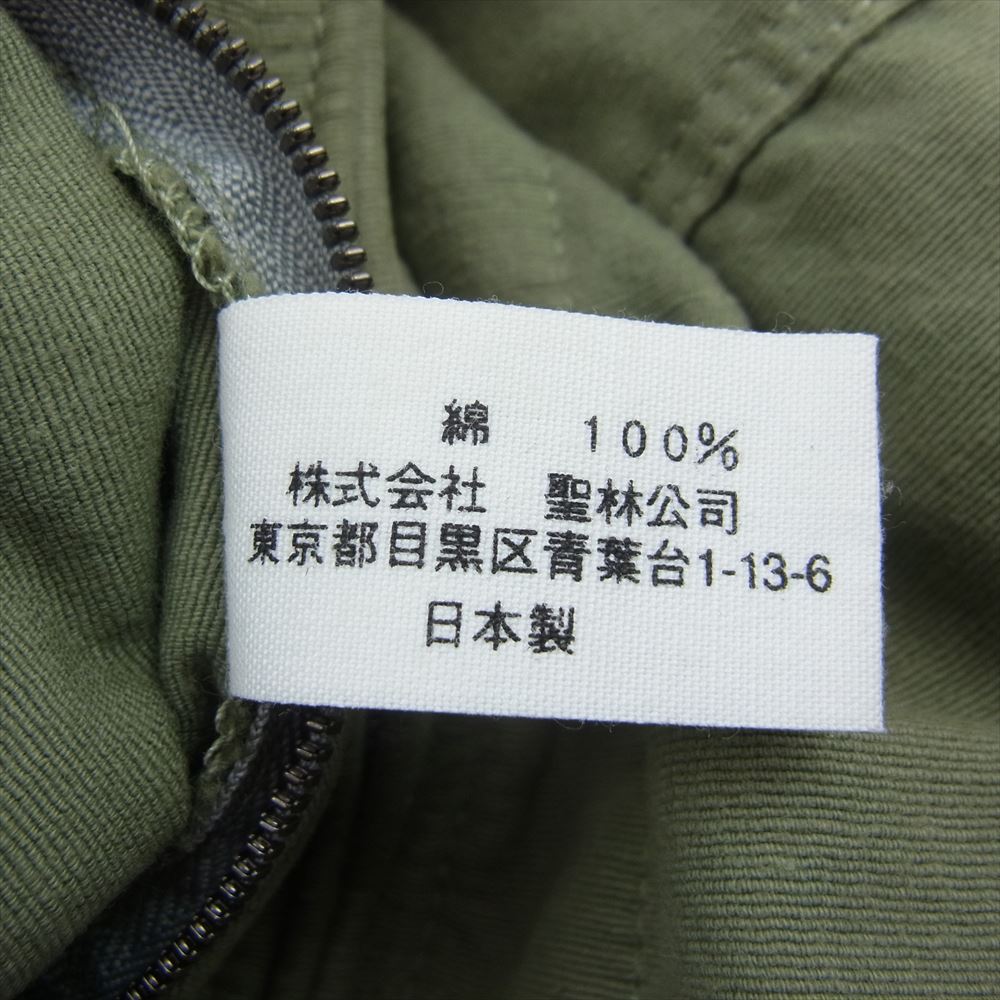 綿 100%
株式会社 聖林公司
東京都目黒区青葉台1-13-6
日本製